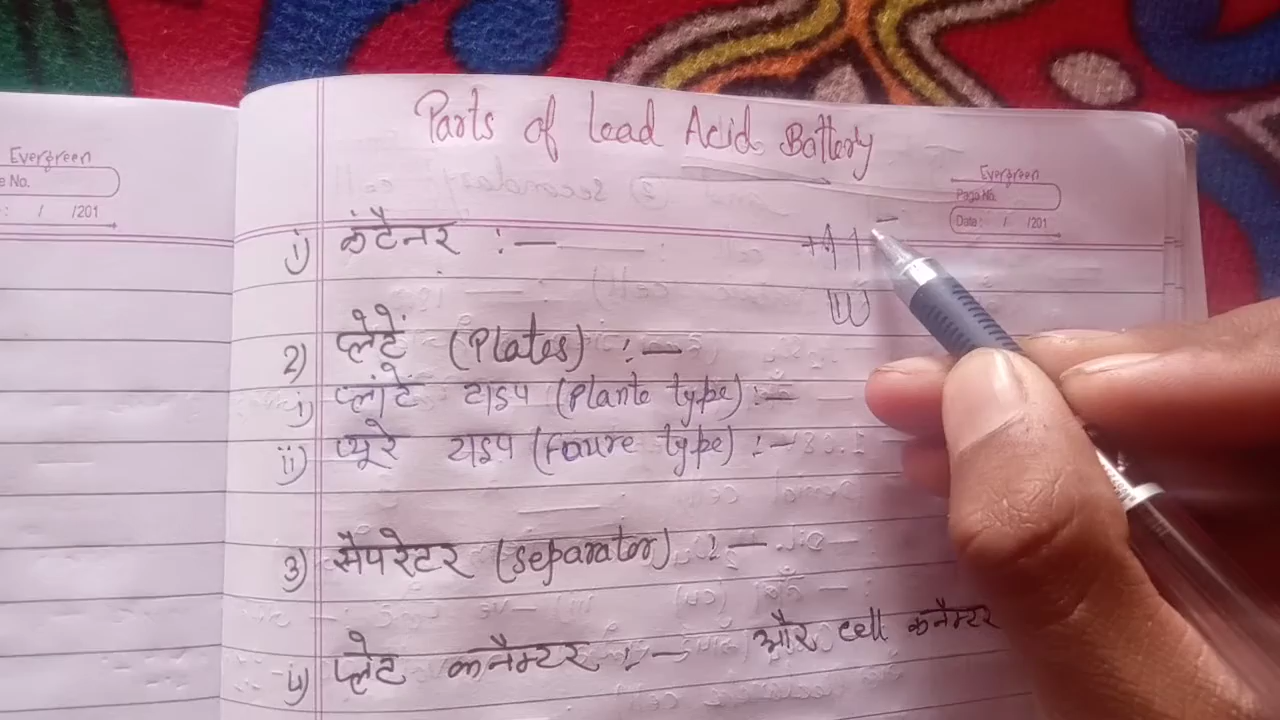 Evergreen
e No.
: / /201
Parts of Lead Acid Battery
Evergreen
Page No.
Date : / /201
i) कंटैनर :—
+ -
2) प्लेटें (Plates) :—
i) प्लांटें टाइप (Plante type) :—
ii) प्यूरे टाइप (Faure type) :—
3) सैपरेटर (separator) :—
4) प्लेट कनैक्टर :— और cell कनैक्टर